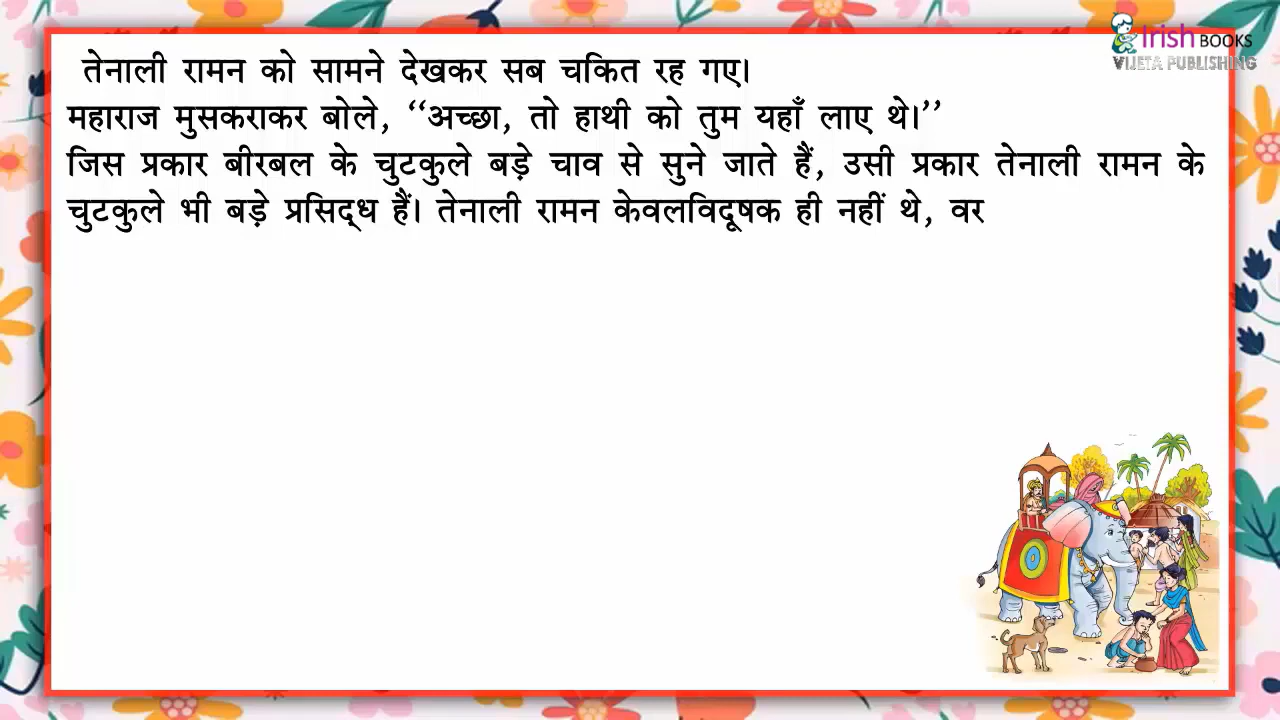 Irish BOOKS
VIJETA PUBLISHING
तेनाली रामन को सामने देखकर सब चकित रह गए।
महाराज मुसकराकर बोले, ‘‘अच्छा, तो हाथी को तुम यहाँ लाए थे।’’
जिस प्रकार बीरबल के चुटकुले बड़े चाव से सुने जाते हैं, उसी प्रकार तेनाली रामन के
चुटकुले भी बड़े प्रसिद्ध हैं। तेनाली रामन केवलविदूषक ही नहीं थे, वर